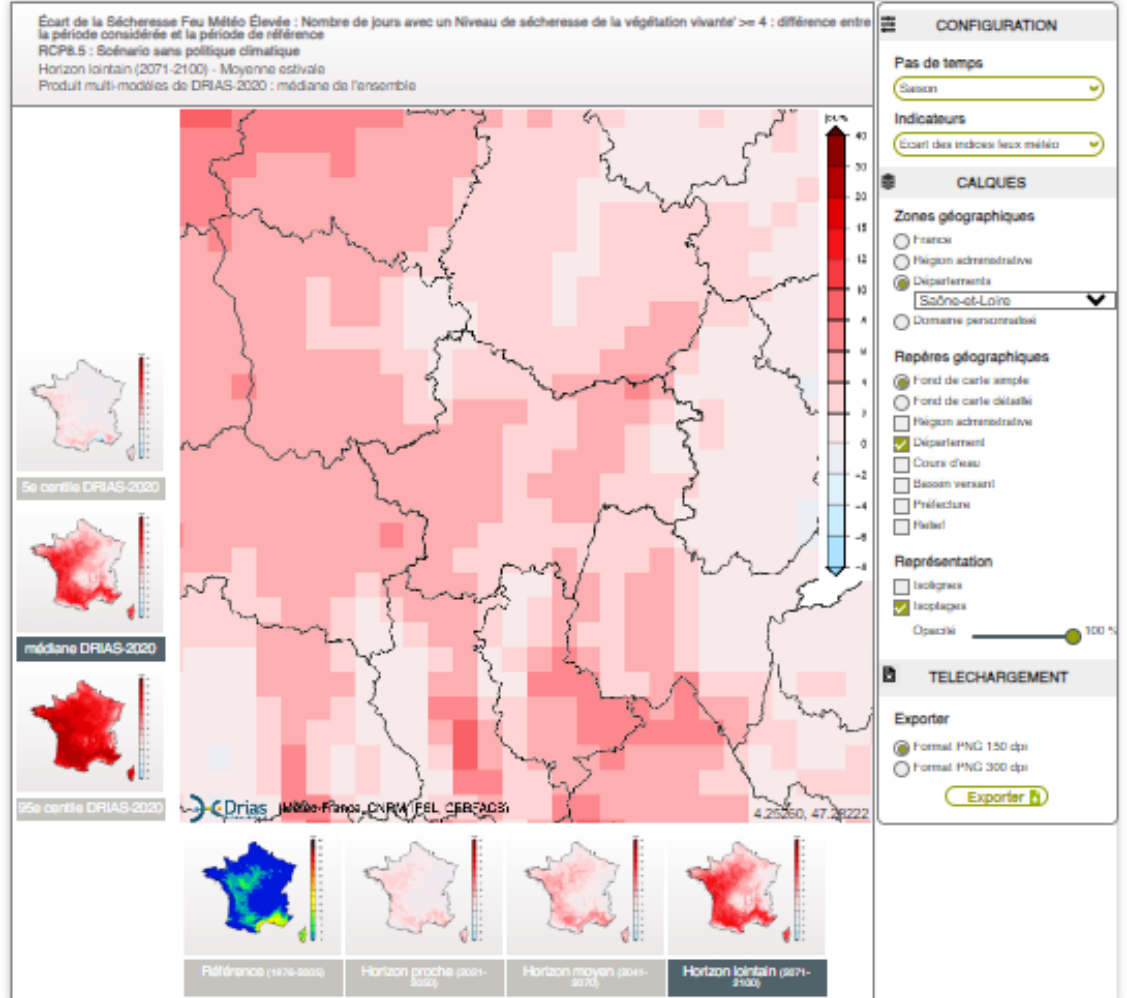 Écart de la Sécheresse Feu Météo Élevée : Nombre de jours avec un Niveau de sécheresse de la végétation vivante' >= 4 : différence entre
la période considérée et la période de référence
RCP8.5 : Scénario sans politique climatique
Horizon lointain (2071-2100) - Moyenne estivale
Produit multi-modèles de DRIAS-2020 : médiane de l'ensemble
jours
40
30
20
15
12
10
8
6
4
2
0
-2
-4
-6
-8
5e centile DRIAS-2020
médiane DRIAS-2020
95e centile DRIAS-2020
Drias
(Météo-France, CNRM, IPSL, CERFACS)
4.25260, 47.28222
Référence (1976-2005)
Horizon proche (2021-
2050)
Horizon moyen (2041-
2070)
Horizon lointain (2071-
2100)
CONFIGURATION
Pas de temps
Saison
Indicateurs
Ecart des indices feux météo
CALQUES
Zones géographiques
France
Région administrative
Départements
Saône-et-Loire
Domaine personnalisé
Repères géographiques
Fond de carte simple
Fond de carte détaillé
Région administrative
Département
Cours d'eau
Bassin versant
Préfecture
Relief
Représentation
Isolignes
Isoplages
Opacité 100 %
TELECHARGEMENT
Exporter
Format PNG 150 dpi
Format PNG 300 dpi
Exporter